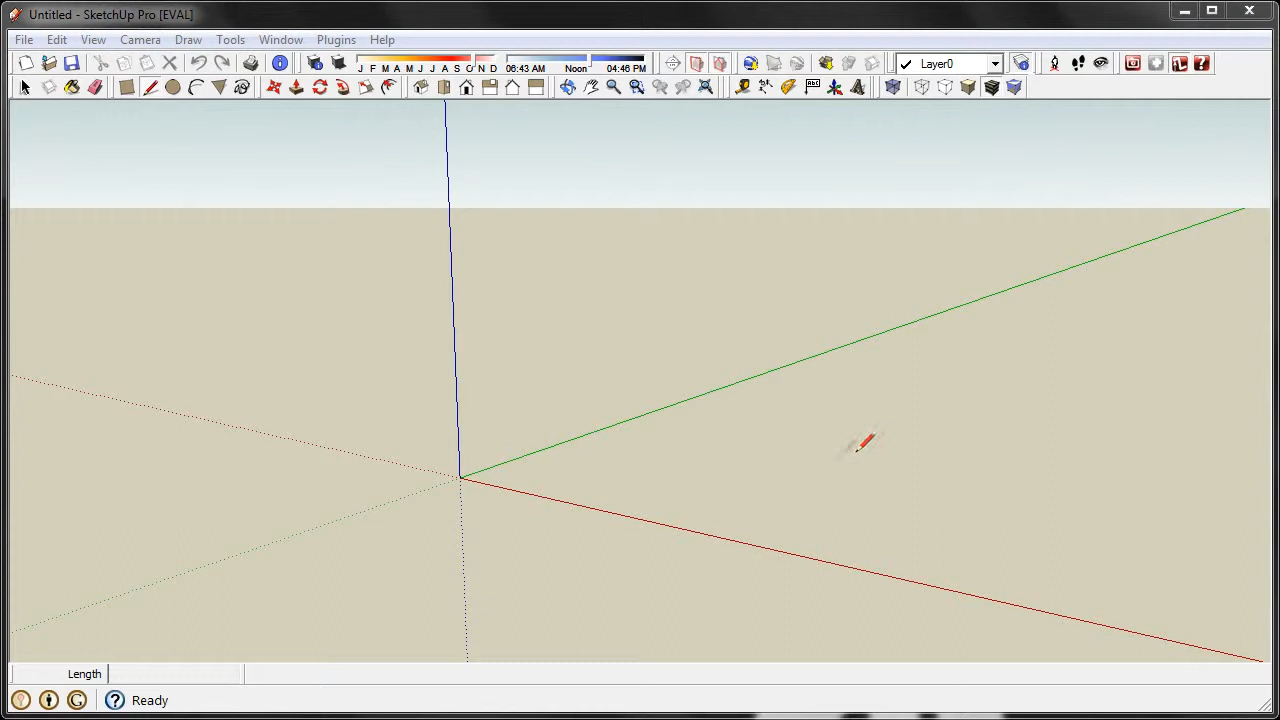 Untitled - SketchUp Pro [EVAL]
File Edit View Camera Draw Tools Window Plugins Help
J F M A M J J A S O N D 06:43 AM Noon 04:46 PM Layer0
Length
Ready